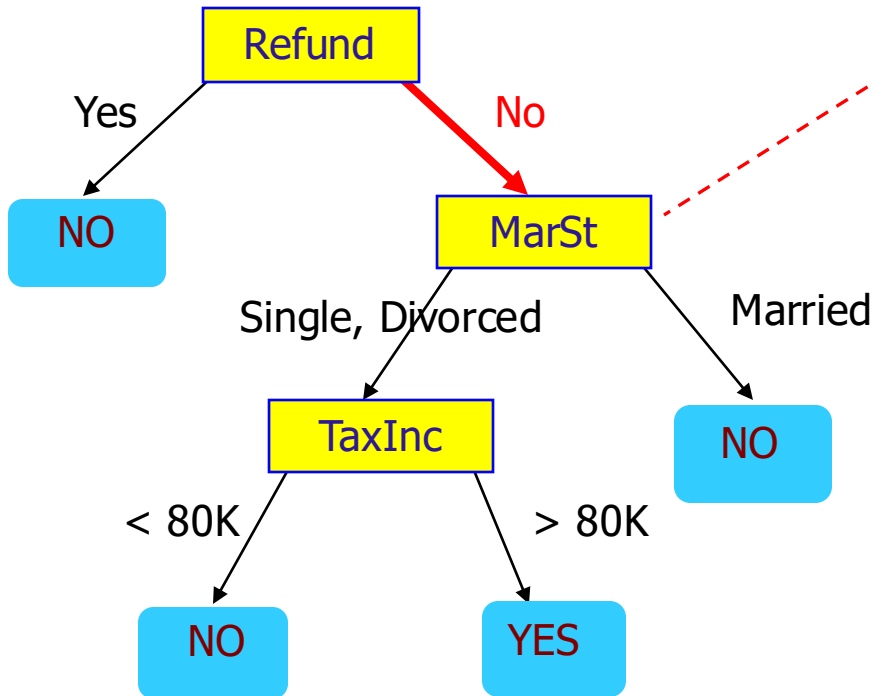 Refund
Yes
No
NO
MarSt
Single, Divorced
Married
TaxInc
NO
< 80K
> 80K
NO
YES